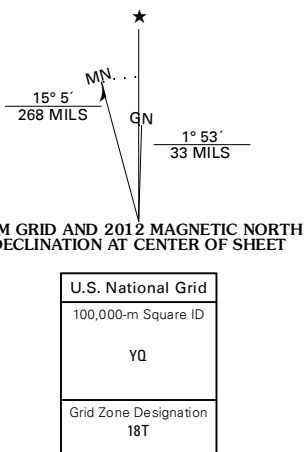 ★
MN
15° 5´
268 MILS
GN
1° 53´
33 MILS
M GRID AND 2012 MAGNETIC NORTH
DECLINATION AT CENTER OF SHEET
U.S. National Grid
100,000-m Square ID
YQ
Grid Zone Designation
18T